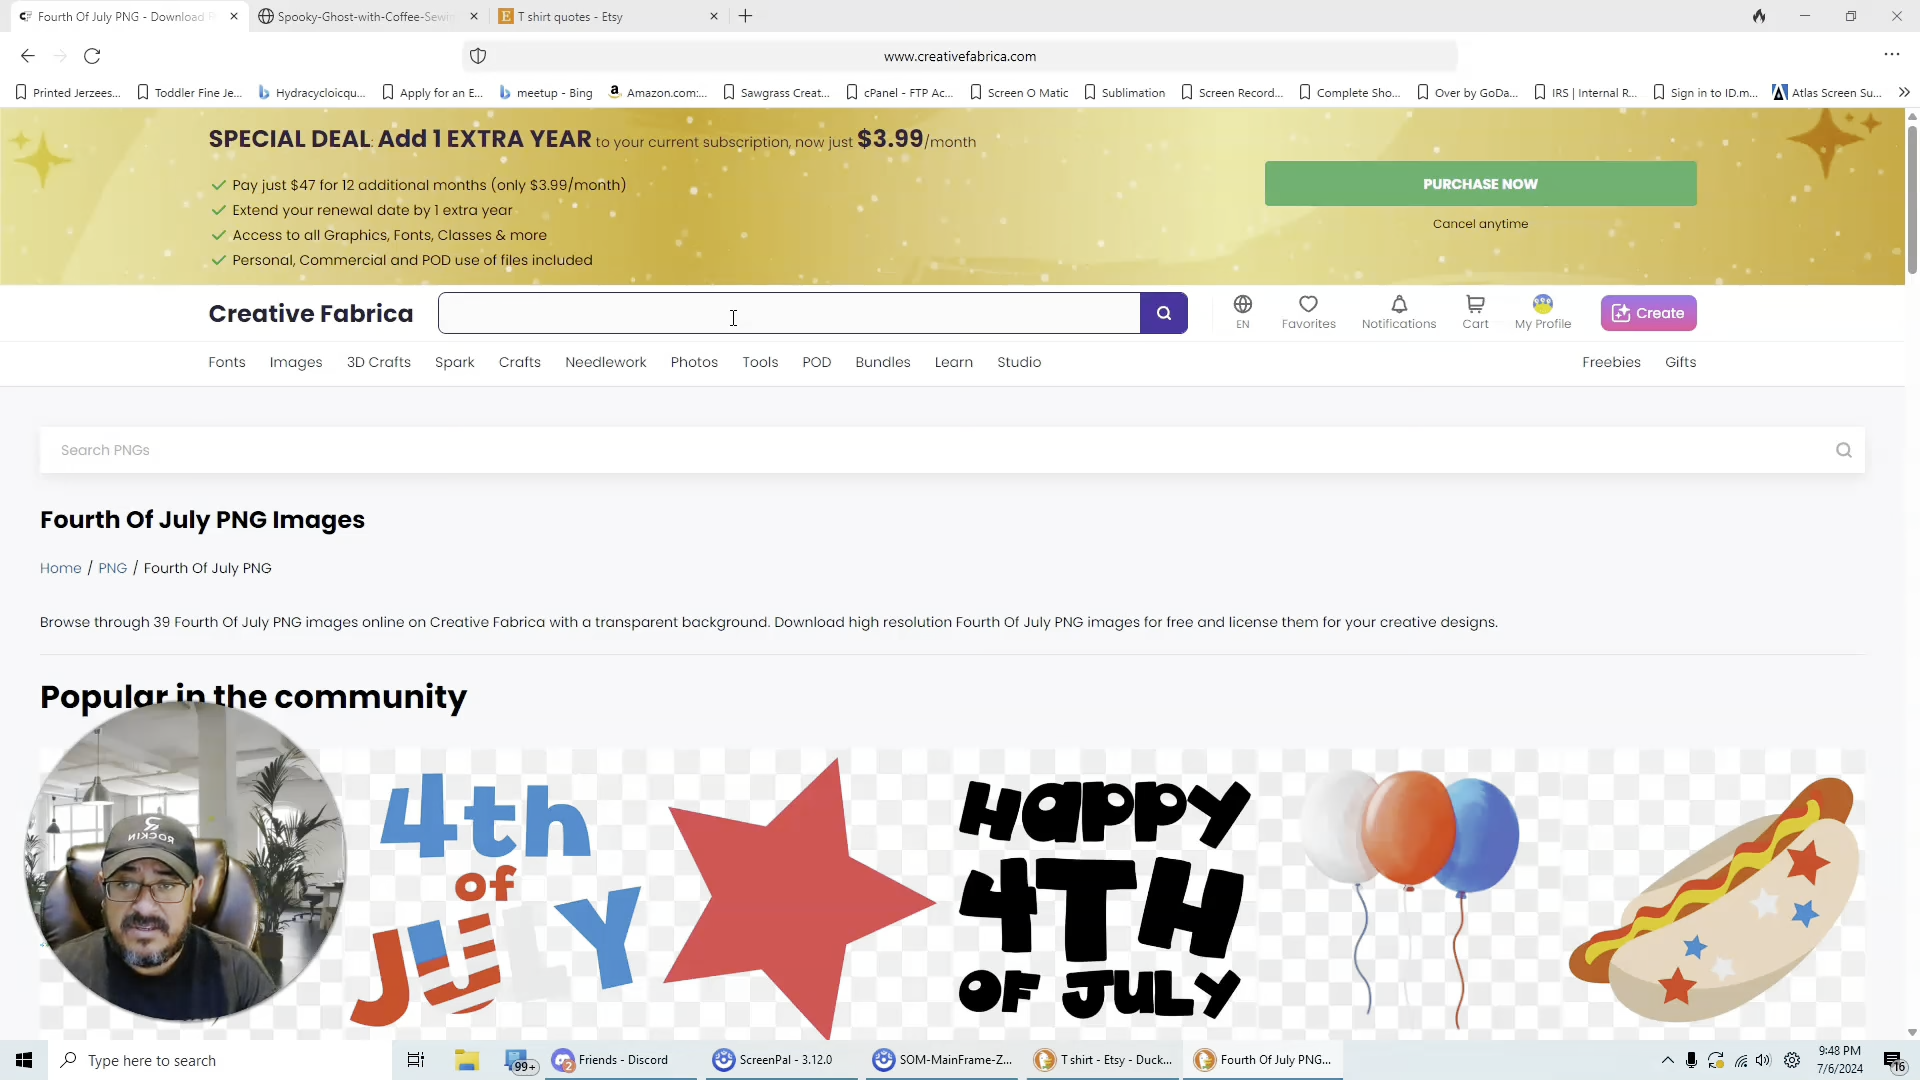 Fourth Of July PNG - Download
Spooky-Ghost-with-Coffee-Sewi
T shirt quotes - Etsy
www.creativefabrica.com
Printed Jerzees...
Toddler Fine Je...
Hydracycloicqu...
Apply for an E...
meetup - Bing
Amazon.com:...
Sawgrass Creat...
cPanel - FTP Ac...
Screen O Matic
Sublimation
Screen Record...
Complete Sho...
Over by GoDa...
IRS | Internal R...
Sign in to ID.m...
Atlas Screen Su...
SPECIAL DEAL: Add 1 EXTRA YEAR to your current subscription, now just $3.99/month
Pay just $47 for 12 additional months (only $3.99/month)
Extend your renewal date by 1 extra year
Access to all Graphics, Fonts, Classes & more
Personal, Commercial and POD use of files included
PURCHASE NOW
Cancel anytime
Creative Fabrica
EN
Favorites
Notifications
Cart
My Profile
Create
Fonts
Images
3D Crafts
Spark
Crafts
Needlework
Photos
Tools
POD
Bundles
Learn
Studio
Freebies
Gifts
Search PNGs
Fourth Of July PNG Images
Home / PNG / Fourth Of July PNG
Browse through 39 Fourth Of July PNG images online on Creative Fabrica with a transparent background. Download high resolution Fourth Of July PNG images for free and license them for your creative designs.
Popular in the community
4th
of
JULY
HAPPY
4TH
OF JULY
ROCKIN
Type here to search
99+
2
Friends - Discord
ScreenPal - 3.12.0
SOM-MainFrame-Z...
T shirt - Etsy - Duck...
Fourth Of July PNG...
9:48 PM
7/6/2024
16